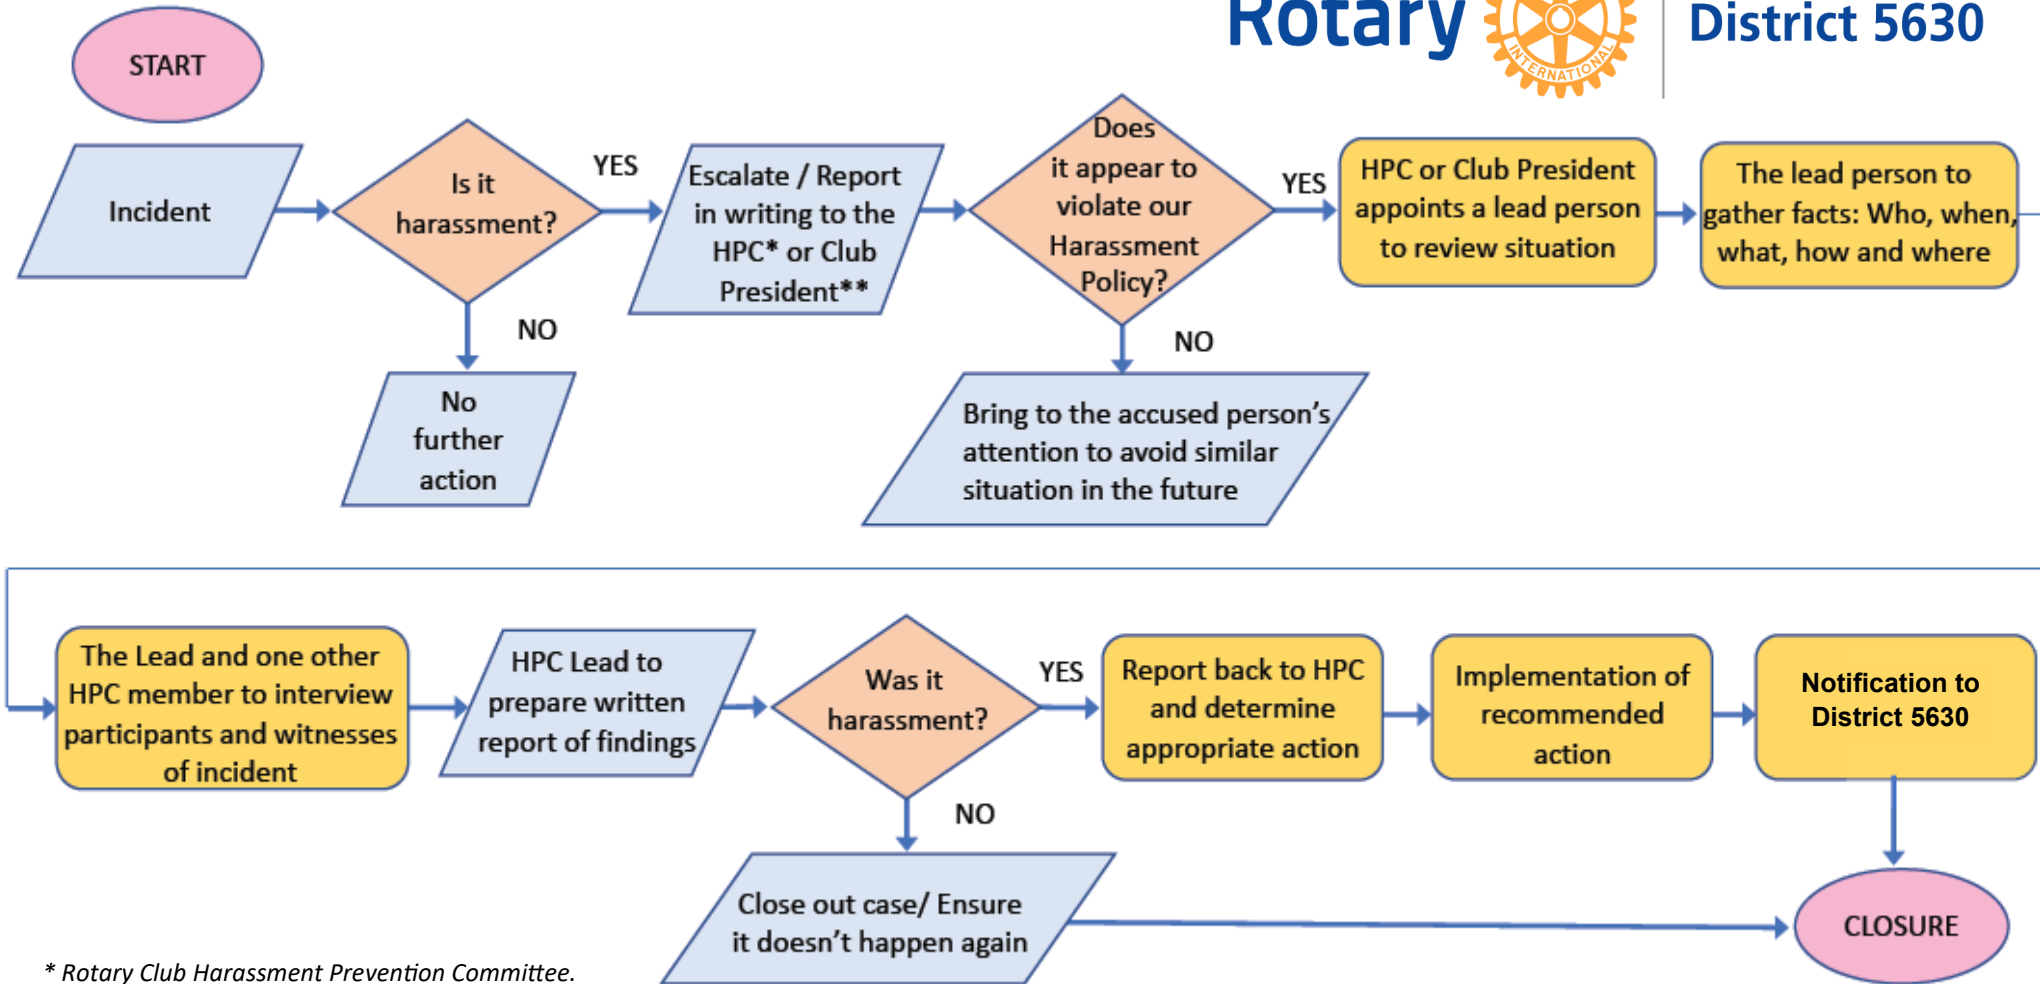 Rotary
INTERNATIONAL
District 5630
START
Incident
Is it
harassment?
YES
NO
No
further
action
Escalate / Report
in writing to the
HPC* or Club
President**
Does
it appear to
violate our
Harassment
Policy?
YES
NO
Bring to the accused person’s
attention to avoid similar
situation in the future
HPC or Club President
appoints a lead person
to review situation
The lead person to
gather facts: Who, when,
what, how and where
The Lead and one other
HPC member to interview
participants and witnesses
of incident
HPC Lead to
prepare written
report of findings
Was it
harassment?
YES
NO
Close out case/ Ensure
it doesn’t happen again
Report back to HPC
and determine
appropriate action
Implementation of
recommended
action
Notification to
District 5630
CLOSURE
* Rotary Club Harassment Prevention Committee.